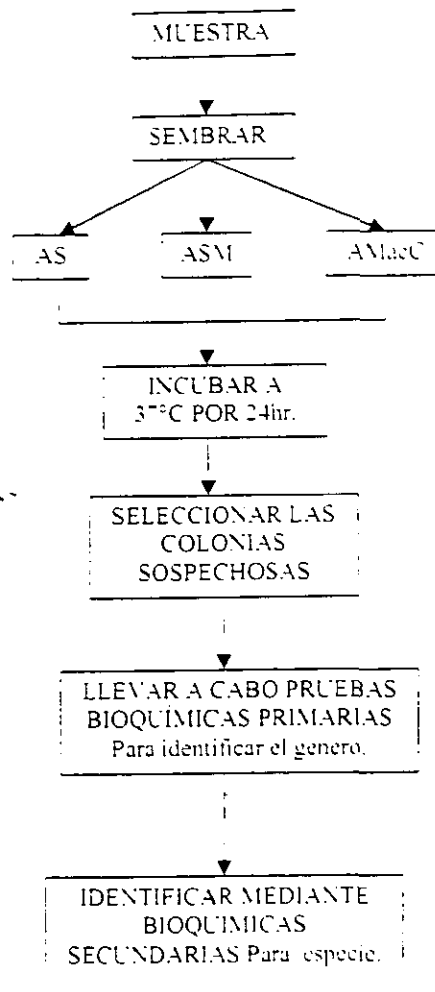 MUESTRA
SEMBRAR
AS ASM AMacC
INCUBAR A
37°C POR 24hr.
SELECCIONAR LAS
COLONIAS
SOSPECHOSAS
LLEVAR A CABO PRUEBAS
BIOQUÍMICAS PRIMARIAS
Para identificar el genero.
IDENTIFICAR MEDIANTE
BIOQUIMICAS
SECUNDARIAS Para especie.